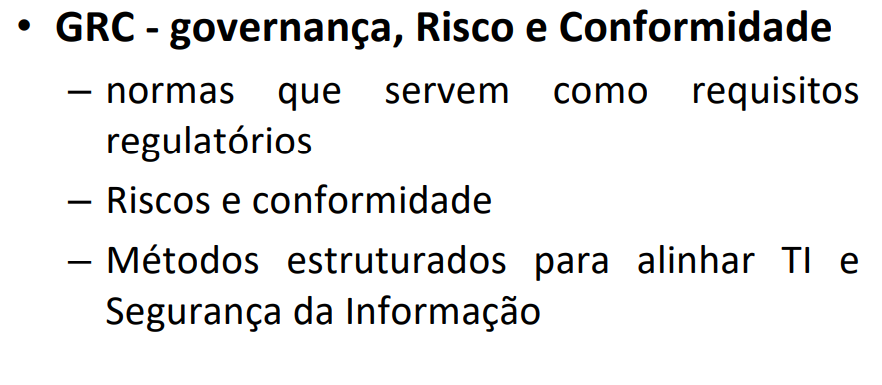 • GRC - governança, Risco e Conformidade
– normas que servem como requisitos
regulatórios
– Riscos e conformidade
– Métodos estruturados para alinhar TI e
Segurança da Informação